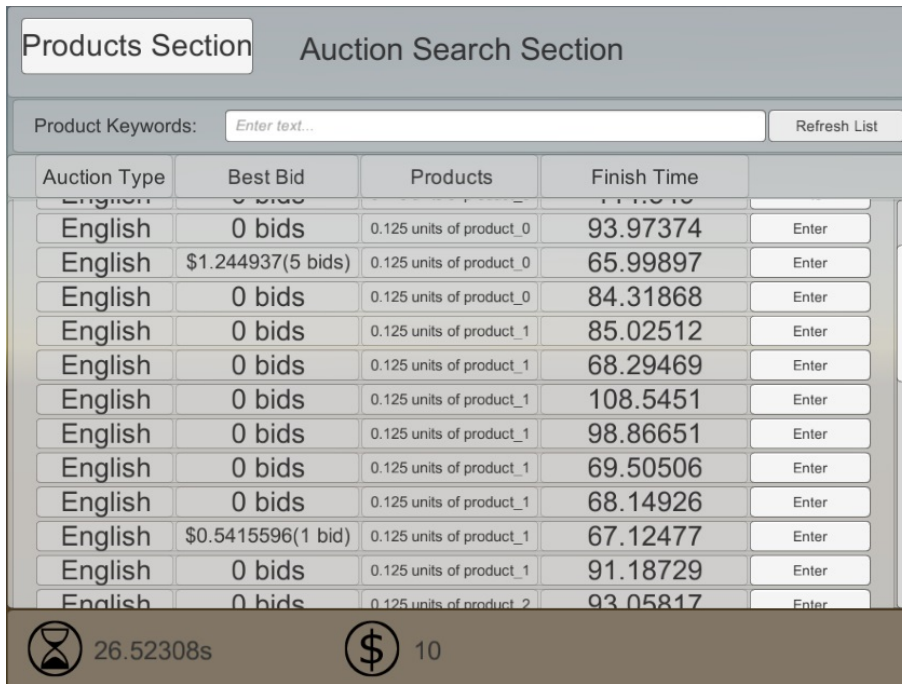 Products Section Auction Search Section
Product Keywords: Enter text... Refresh List
Auction Type Best Bid Products Finish Time
English 0 bids 0.125 units of product_0 93.97374 Enter
English $1.244937(5 bids) 0.125 units of product_0 65.99897 Enter
English 0 bids 0.125 units of product_0 84.31868 Enter
English 0 bids 0.125 units of product_1 85.02512 Enter
English 0 bids 0.125 units of product_1 68.29469 Enter
English 0 bids 0.125 units of product_1 108.5451 Enter
English 0 bids 0.125 units of product_1 98.86651 Enter
English 0 bids 0.125 units of product_1 69.50506 Enter
English 0 bids 0.125 units of product_1 68.14926 Enter
English $0.5415596(1 bid) 0.125 units of product_1 67.12477 Enter
English 0 bids 0.125 units of product_1 91.18729 Enter
English 0 bids 0.125 units of product_2 93.05817 Enter
26.52308s $ 10